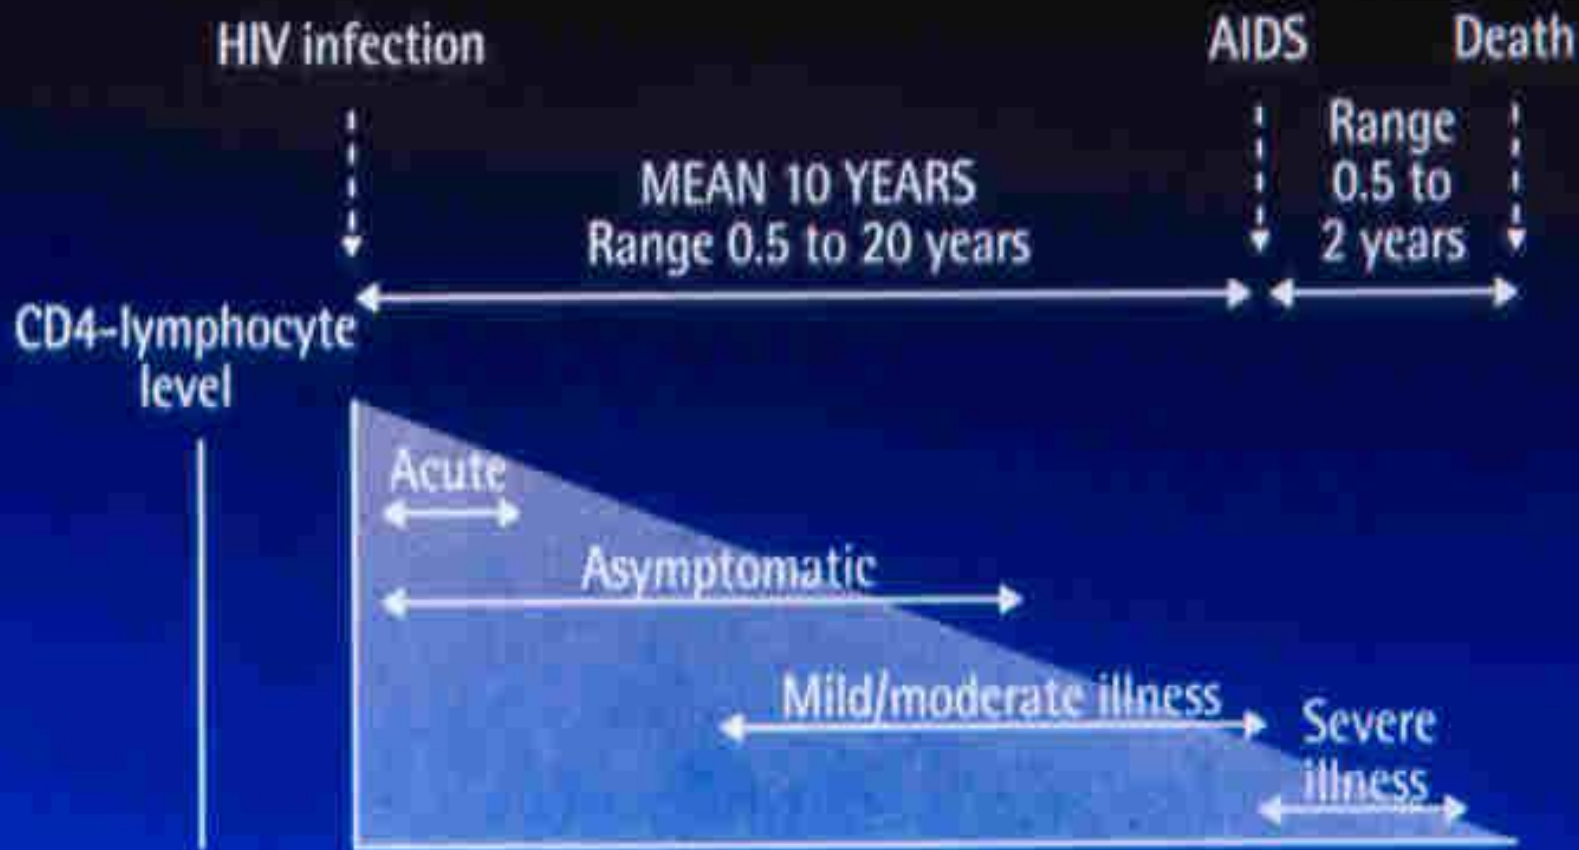 HIV infection
AIDS
Death
MEAN 10 YEARS
Range 0.5 to 20 years
Range
0.5 to
2 years
CD4-lymphocyte
level
Acute
Asymptomatic
Mild/moderate illness
Severe
illness